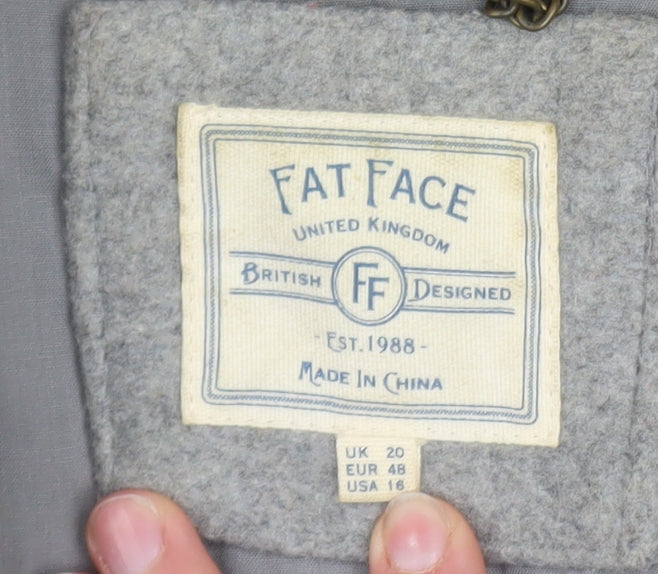 FAT FACE
UNITED KINGDOM
BRITISH FF DESIGNED
- EST. 1988 -
MADE IN CHINA
UK 20
EUR 48
USA 16